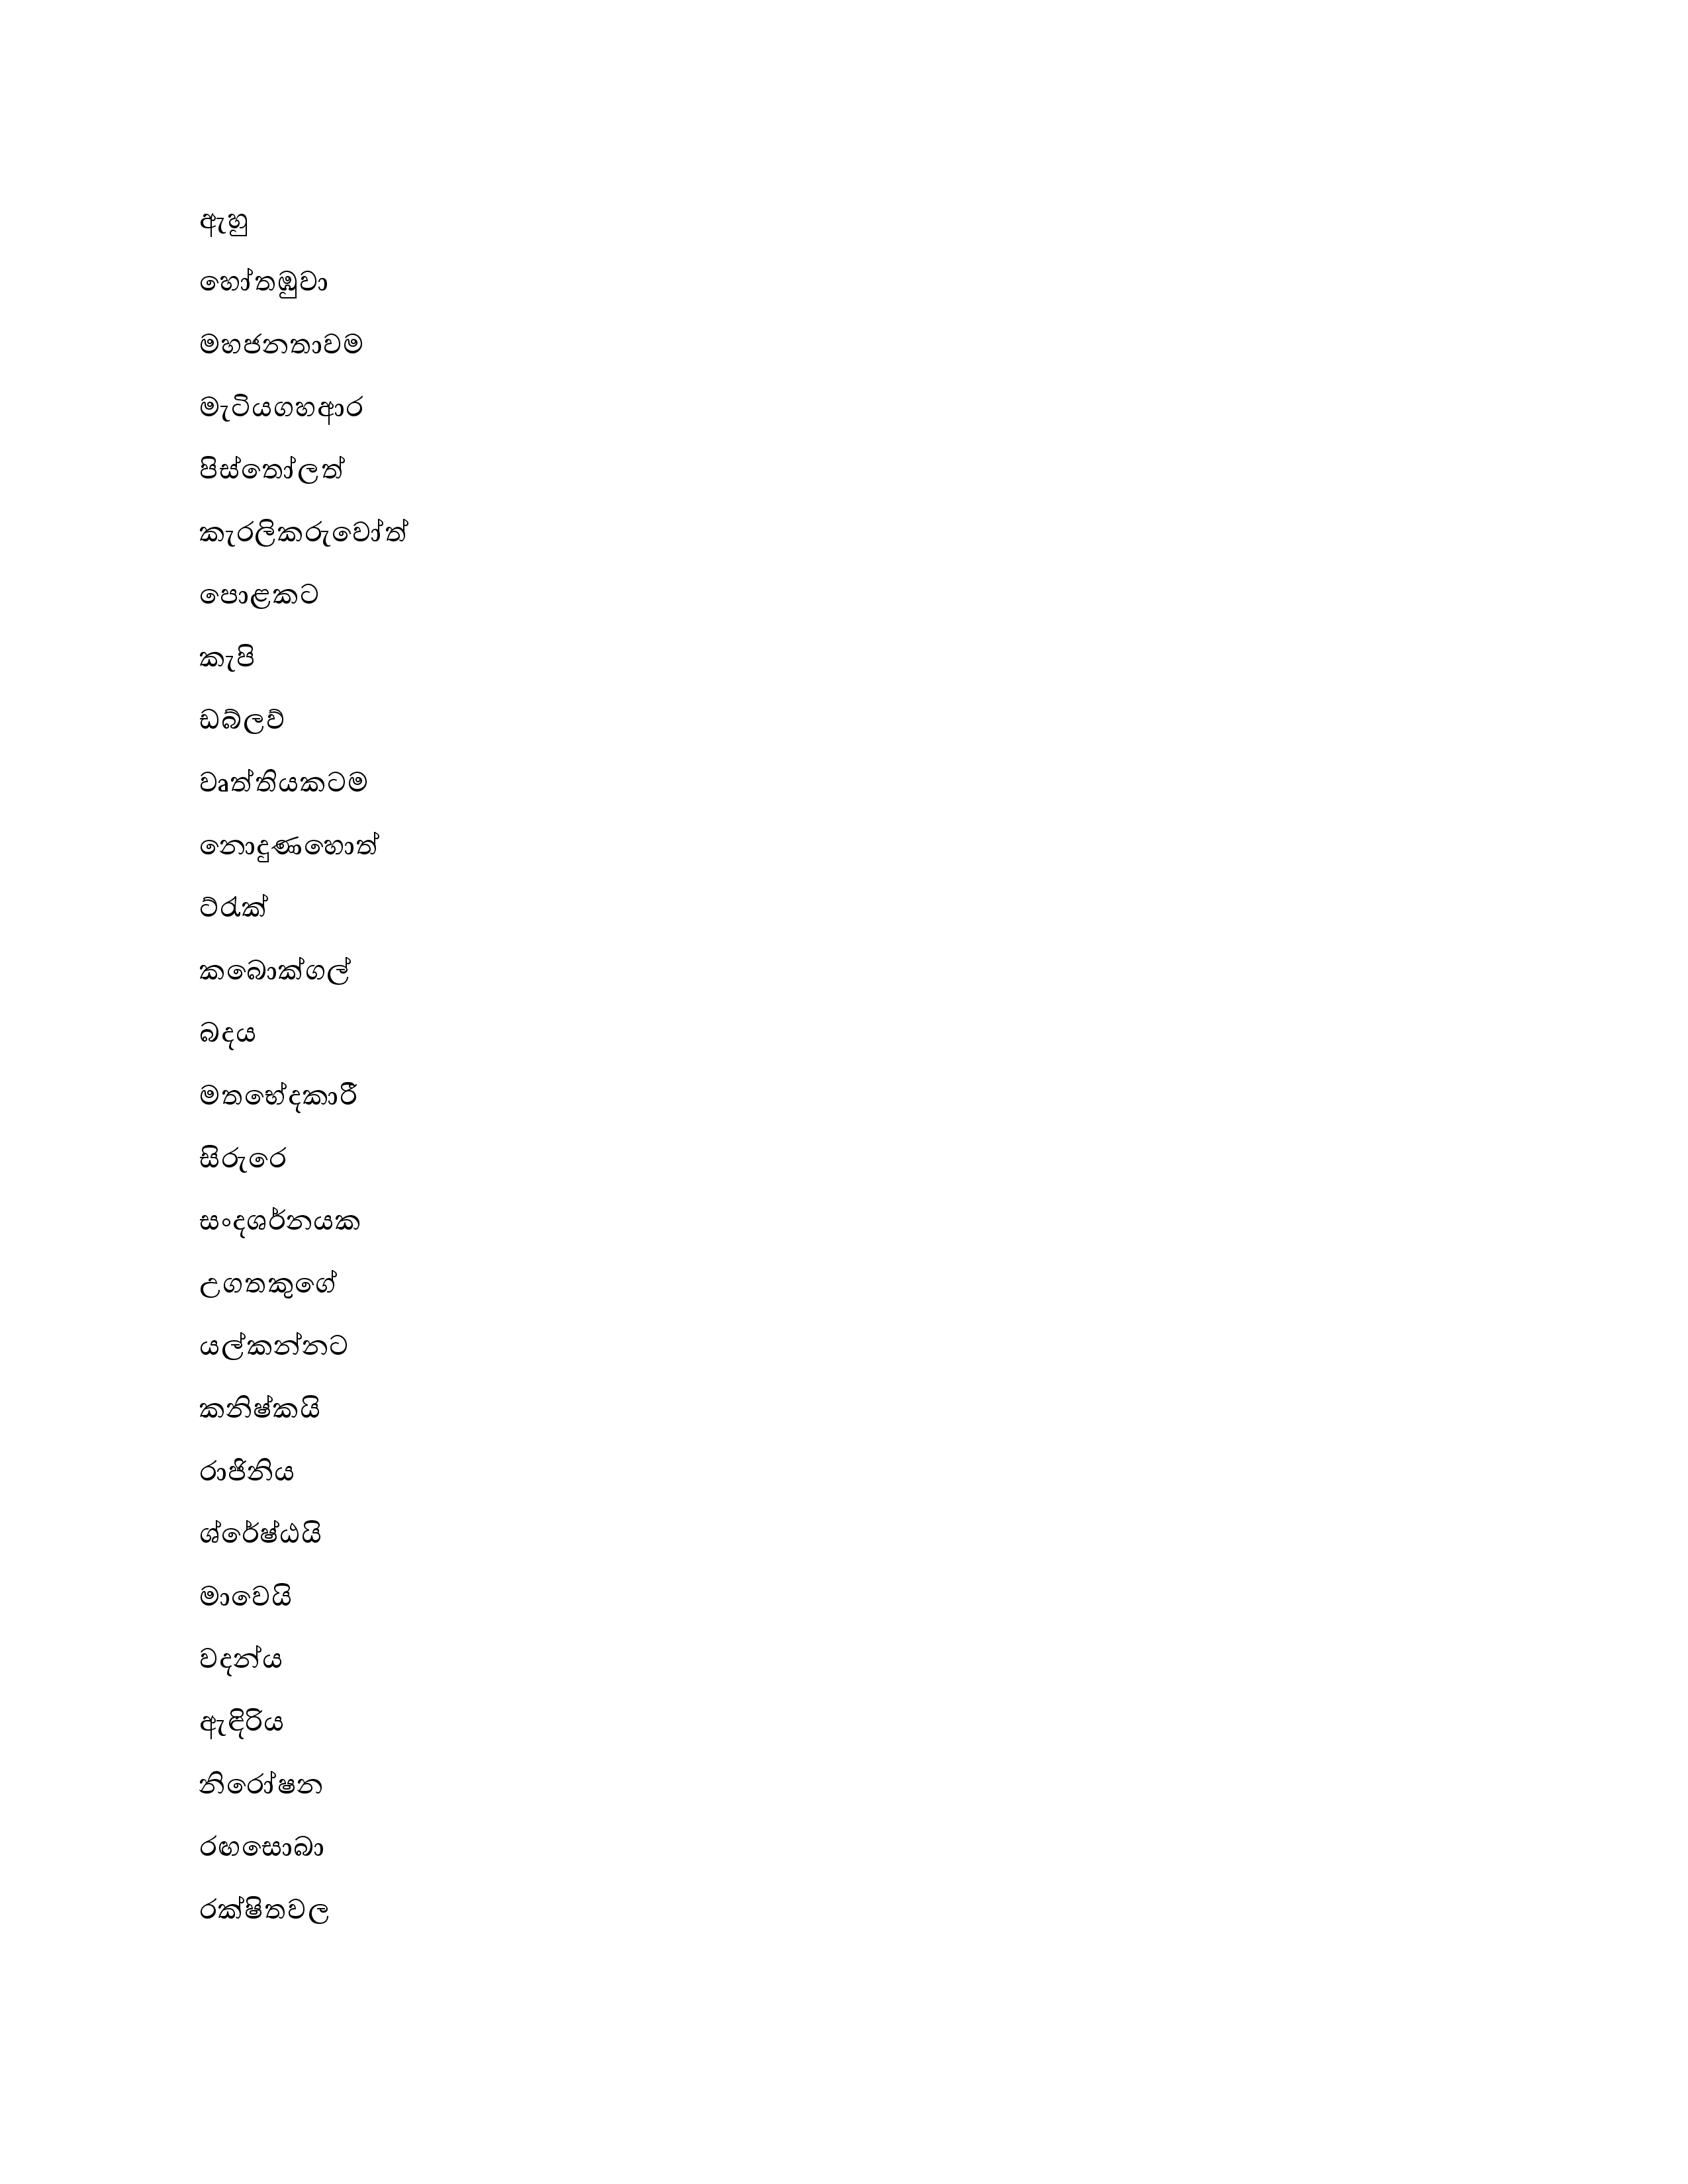 ඇහු
හෝතඹුවා
මහජනතාවම
මැටියගහආර
පිස්තෝලත්
කැරලිකරුවෝත්
පොළකට
කැපි
ඩබ්ලව්
වෘත්තියකටම
නොදුණහොත්
ට්රැක්
කබොක්ගල්
බදය
මතභේදකාරී
සිරුරෙ
සංදශර්නයක
උගතකුගේ
යල්කන්නට
කනිෂ්කයි
රාජිනිය
ශ්රේෂ්ඨයි
මාවෙයි
වදන්ය
ඇඳිරිය
නිරෝෂන
රඟසොබා
රක්ෂිතවල